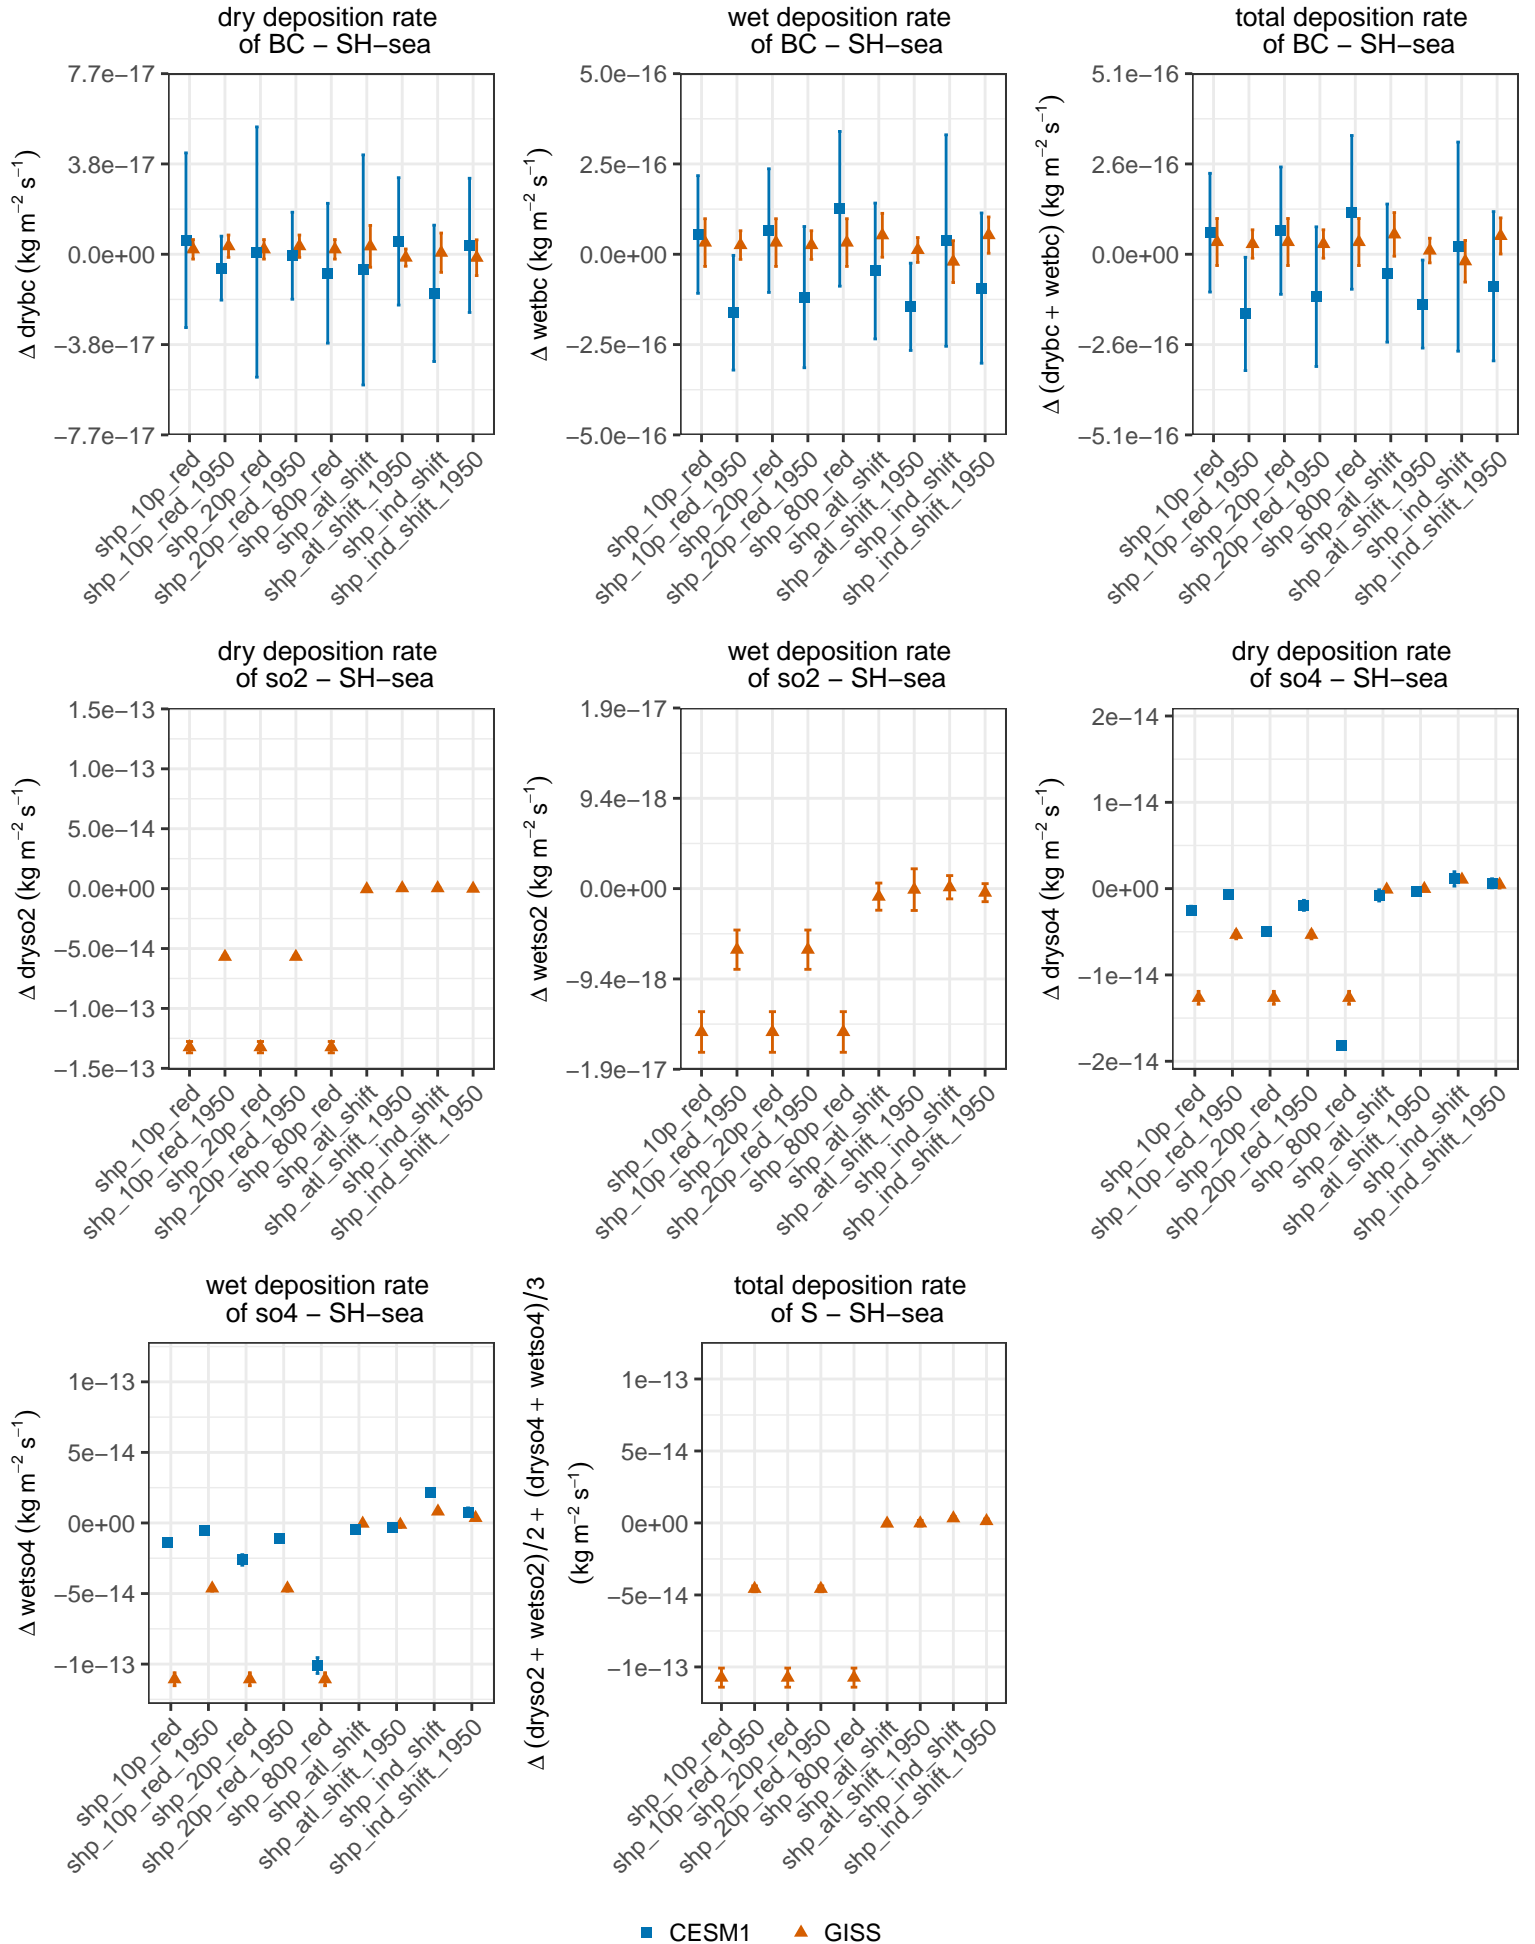 dry deposition rate
of BC − SH−sea
Δ drybc (kg m−2 s−1)
7.7e−17
3.8e−17
0.0e+00
−3.8e−17
−7.7e−17
shp_10p_red
shp_10p_red_1950
shp_20p_red
shp_20p_red_1950
shp_80p_red
shp_atl_shift
shp_atl_shift_1950
shp_ind_shift
shp_ind_shift_1950
wet deposition rate
of BC − SH−sea
Δ wetbc (kg m−2 s−1)
5.0e−16
2.5e−16
0.0e+00
−2.5e−16
−5.0e−16
shp_10p_red
shp_10p_red_1950
shp_20p_red
shp_20p_red_1950
shp_80p_red
shp_atl_shift
shp_atl_shift_1950
shp_ind_shift
shp_ind_shift_1950
total deposition rate
of BC − SH−sea
Δ (drybc + wetbc) (kg m−2 s−1)
5.1e−16
2.6e−16
0.0e+00
−2.6e−16
−5.1e−16
shp_10p_red
shp_10p_red_1950
shp_20p_red
shp_20p_red_1950
shp_80p_red
shp_atl_shift
shp_atl_shift_1950
shp_ind_shift
shp_ind_shift_1950
dry deposition rate
of so2 − SH−sea
Δ dryso2 (kg m−2 s−1)
1.5e−13
1.0e−13
5.0e−14
0.0e+00
−5.0e−14
−1.0e−13
−1.5e−13
shp_10p_red
shp_10p_red_1950
shp_20p_red
shp_20p_red_1950
shp_80p_red
shp_atl_shift
shp_atl_shift_1950
shp_ind_shift
shp_ind_shift_1950
wet deposition rate
of so2 − SH−sea
Δ wetso2 (kg m−2 s−1)
1.9e−17
9.4e−18
0.0e+00
−9.4e−18
−1.9e−17
shp_10p_red
shp_10p_red_1950
shp_20p_red
shp_20p_red_1950
shp_80p_red
shp_atl_shift
shp_atl_shift_1950
shp_ind_shift
shp_ind_shift_1950
dry deposition rate
of so4 − SH−sea
Δ dryso4 (kg m−2 s−1)
2e−14
1e−14
0e+00
−1e−14
−2e−14
shp_10p_red
shp_10p_red_1950
shp_20p_red
shp_20p_red_1950
shp_80p_red
shp_atl_shift
shp_atl_shift_1950
shp_ind_shift
shp_ind_shift_1950
wet deposition rate
of so4 − SH−sea
Δ wetso4 (kg m−2 s−1)
1e−13
5e−14
0e+00
−5e−14
−1e−13
shp_10p_red
shp_10p_red_1950
shp_20p_red
shp_20p_red_1950
shp_80p_red
shp_atl_shift
shp_atl_shift_1950
shp_ind_shift
shp_ind_shift_1950
total deposition rate
of S − SH−sea
Δ (dryso2 + wetso2)/2 + (dryso4 + wetso4)/3
(kg m−2 s−1)
1e−13
5e−14
0e+00
−5e−14
−1e−13
shp_10p_red
shp_10p_red_1950
shp_20p_red
shp_20p_red_1950
shp_80p_red
shp_atl_shift
shp_atl_shift_1950
shp_ind_shift
shp_ind_shift_1950
CESM1
GISS